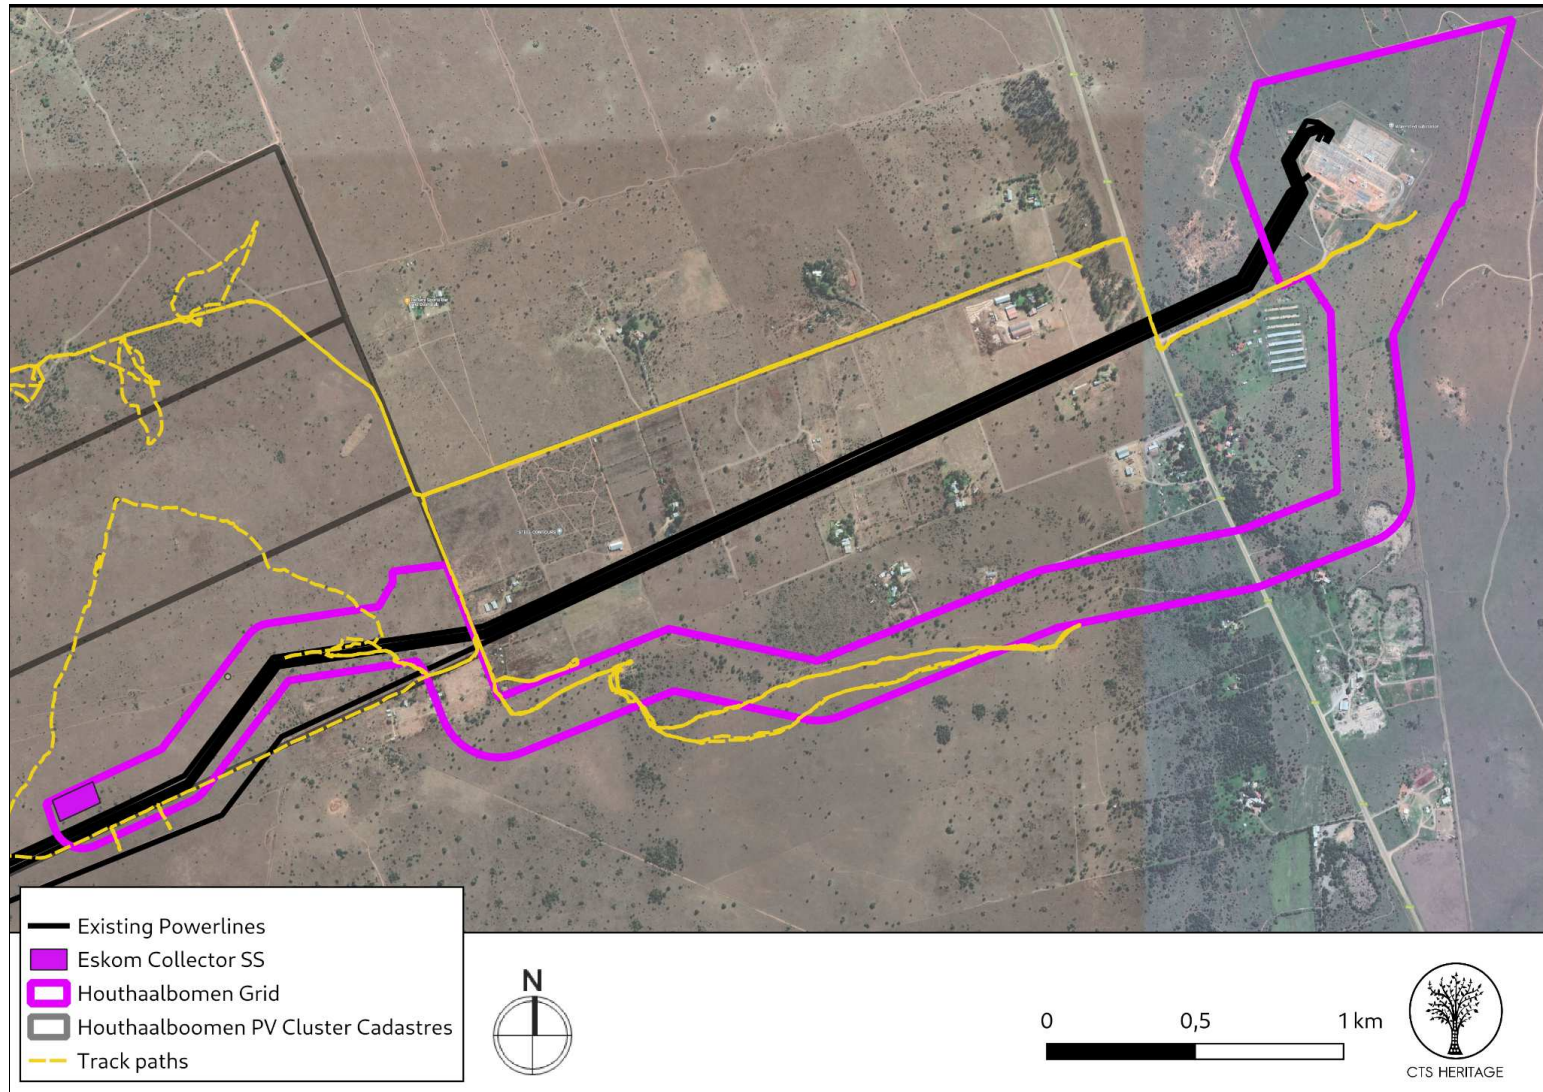 Existing Powerlines
Eskom Collector SS
Houthaalbomen Grid
Houthaalboomen PV Cluster Cadastres
Track paths
N
0 0,5 1 km
CTS HERITAGE